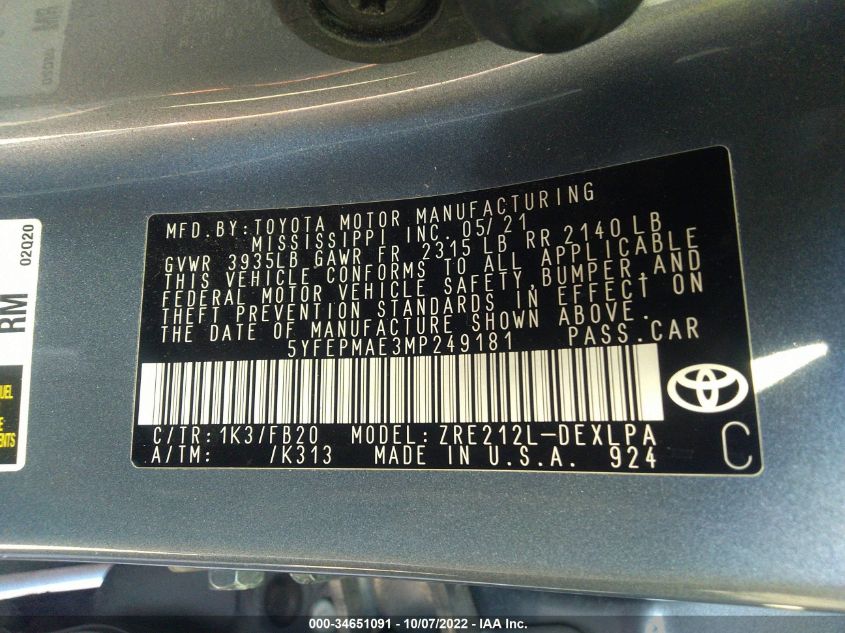 MFD. BY: TOYOTA MOTOR MANUFACTURING
MISSISSIPPI INC. 05/21
GVWR 3935LB GAWR FR 2315 LB RR 2140 LB
THIS VEHICLE CONFORMS TO ALL APPLICABLE
FEDERAL MOTOR VEHICLE SAFETY, BUMPER, AND
THEFT PREVENTION STANDARDS IN EFFECT ON
THE DATE OF MANUFACTURE SHOWN ABOVE.
5YFEPMAE3MP249181 PASS. CAR
C/TR: 1K3/FB20 MODEL: ZRE212L-DEXLPA
A/TM: /K313 MADE IN U.S.A. 924
C
02Q20
RM
000-34651091 - 10/07/2022 - IAA Inc.